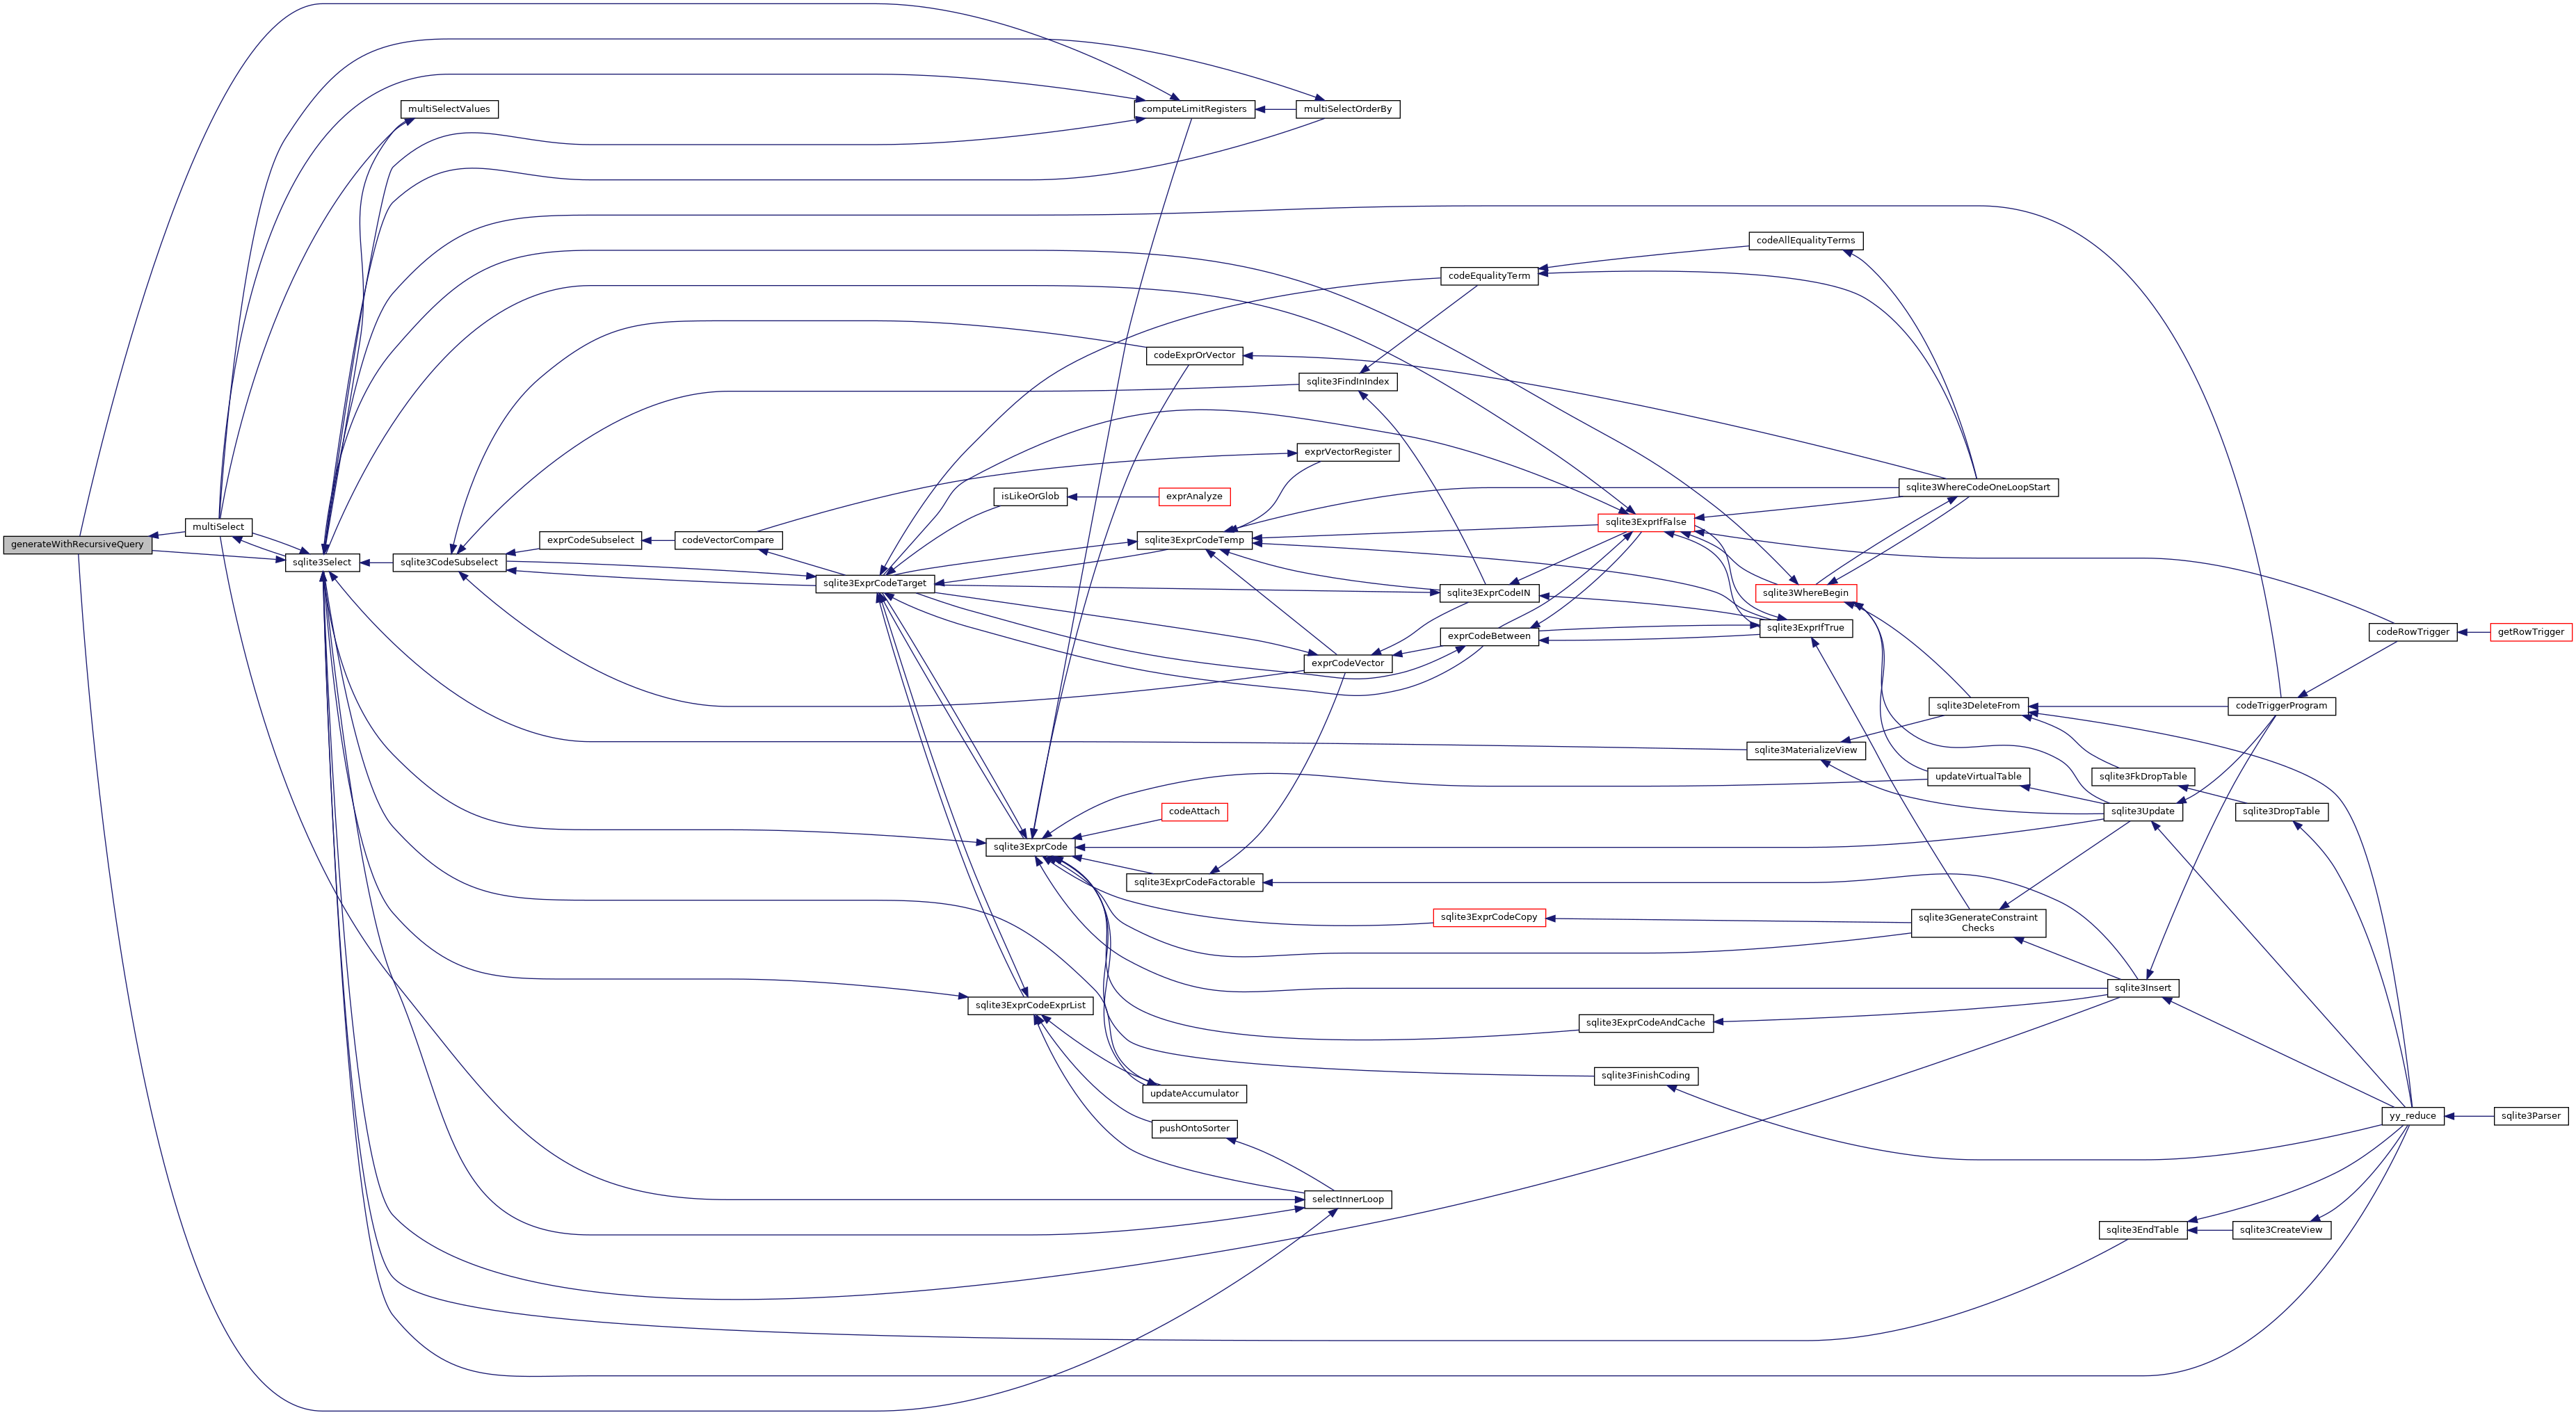 multiSelectValues
computeLimitRegisters
multiSelectOrderBy
codeAllEqualityTerms
codeEqualityTerm
codeExprOrVector
sqlite3FindInIndex
exprVectorRegister
sqlite3WhereCodeOneLoopStart
isLikeOrGlob
exprAnalyze
sqlite3ExprIfFalse
multiSelect
generateWithRecursiveQuery
exprCodeSubselect
codeVectorCompare
sqlite3ExprCodeTemp
sqlite3Select
sqlite3CodeSubselect
sqlite3ExprCodeTarget
sqlite3ExprCodeIN
sqlite3WhereBegin
sqlite3ExprIfTrue
exprCodeBetween
codeRowTrigger
getRowTrigger
exprCodeVector
sqlite3DeleteFrom
codeTriggerProgram
sqlite3MaterializeView
updateVirtualTable
sqlite3FkDropTable
codeAttach
sqlite3Update
sqlite3DropTable
sqlite3ExprCode
sqlite3ExprCodeFactorable
sqlite3ExprCodeCopy
sqlite3GenerateConstraint
Checks
sqlite3Insert
sqlite3ExprCodeExprList
sqlite3ExprCodeAndCache
sqlite3FinishCoding
updateAccumulator
yy_reduce
sqlite3Parser
pushOntoSorter
selectInnerLoop
sqlite3EndTable
sqlite3CreateView